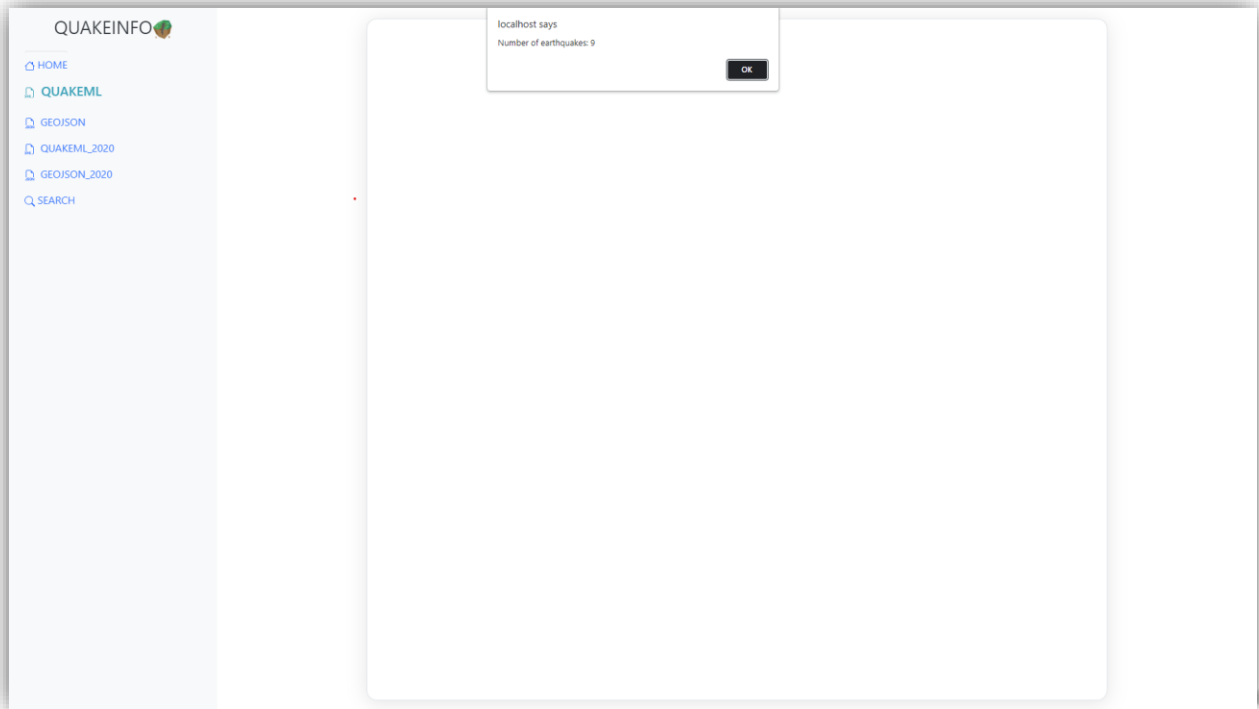 QUAKEINFO
HOME
QUAKEML
GEOJSON
QUAKEML_2020
GEOJSON_2020
SEARCH
localhost says
Number of earthquakes: 9
OK